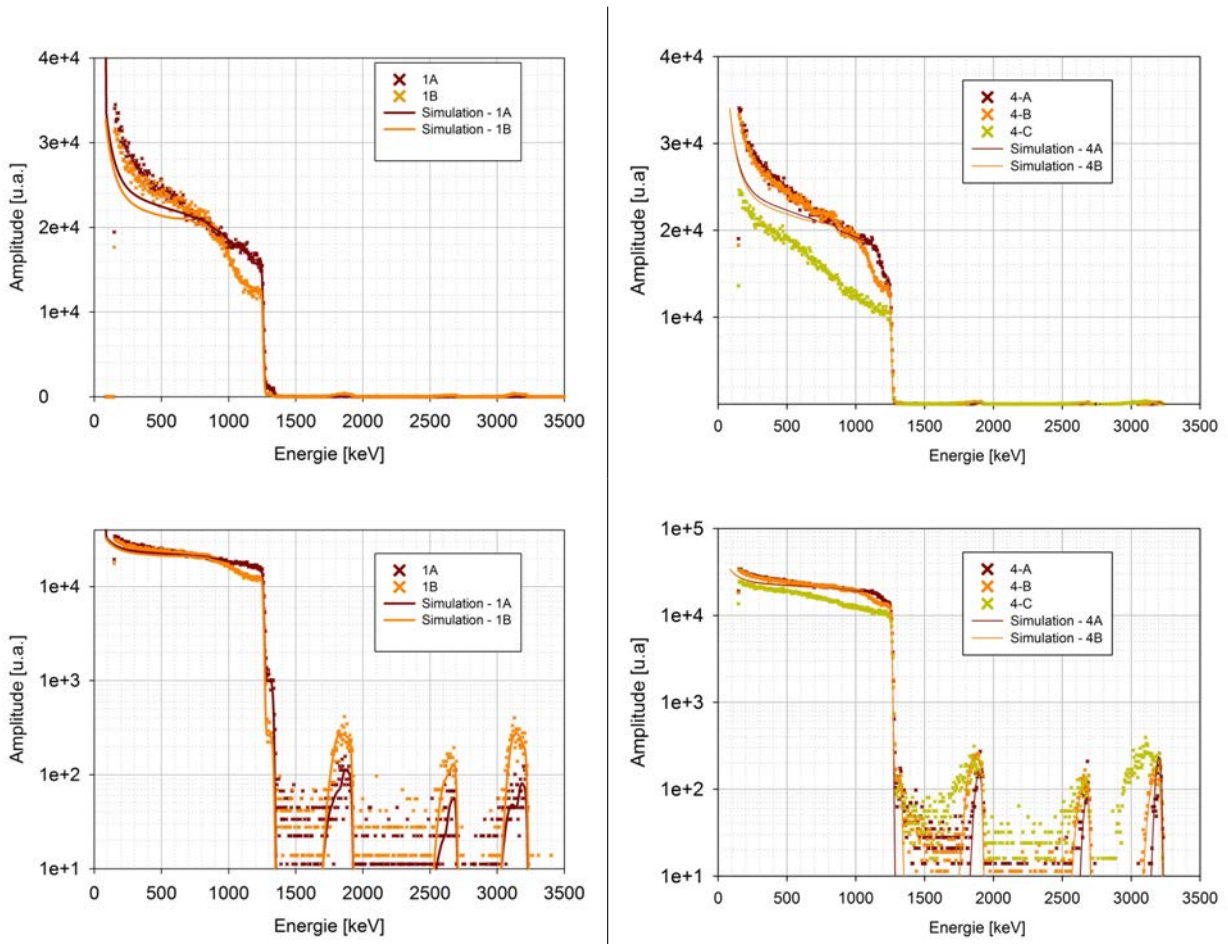 4e+4
3e+4
2e+4
1e+4
0
Amplitude [u.a.]
0 500 1000 1500 2000 2500 3000 3500
Energie [keV]
1A
1B
Simulation - 1A
Simulation - 1B
4e+4
3e+4
2e+4
1e+4
Amplitude [u.a]
0 500 1000 1500 2000 2500 3000 3500
Energie [keV]
4-A
4-B
4-C
Simulation - 4A
Simulation - 4B
1e+4
1e+3
1e+2
1e+1
Amplitude [u.a.]
0 500 1000 1500 2000 2500 3000 3500
Energie [keV]
1A
1B
Simulation - 1A
Simulation - 1B
1e+5
1e+4
1e+3
1e+2
1e+1
Amplitude [u.a]
0 500 1000 1500 2000 2500 3000 3500
Energie [keV]
4-A
4-B
4-C
Simulation - 4A
Simulation - 4B